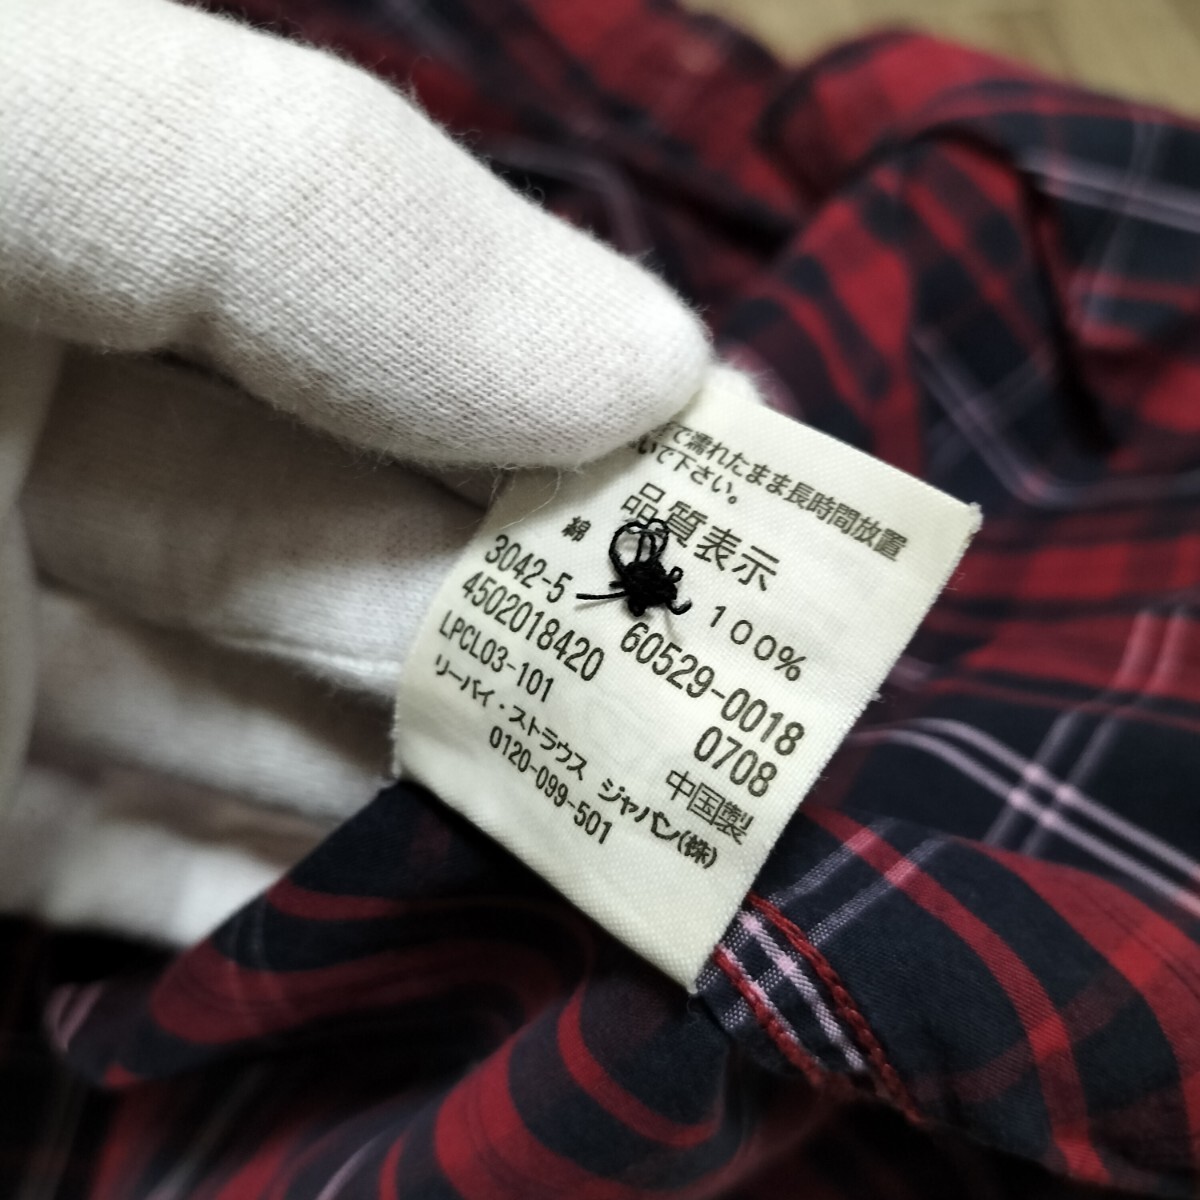 で濡れたまま長時間放置
いで下さい。
品質表示
綿 100%
3042-5 60529-0018
4502018420 0708
LPCL03-101 中国製
リーバイ・ストラウス ジャパン(株)
0120-099-501